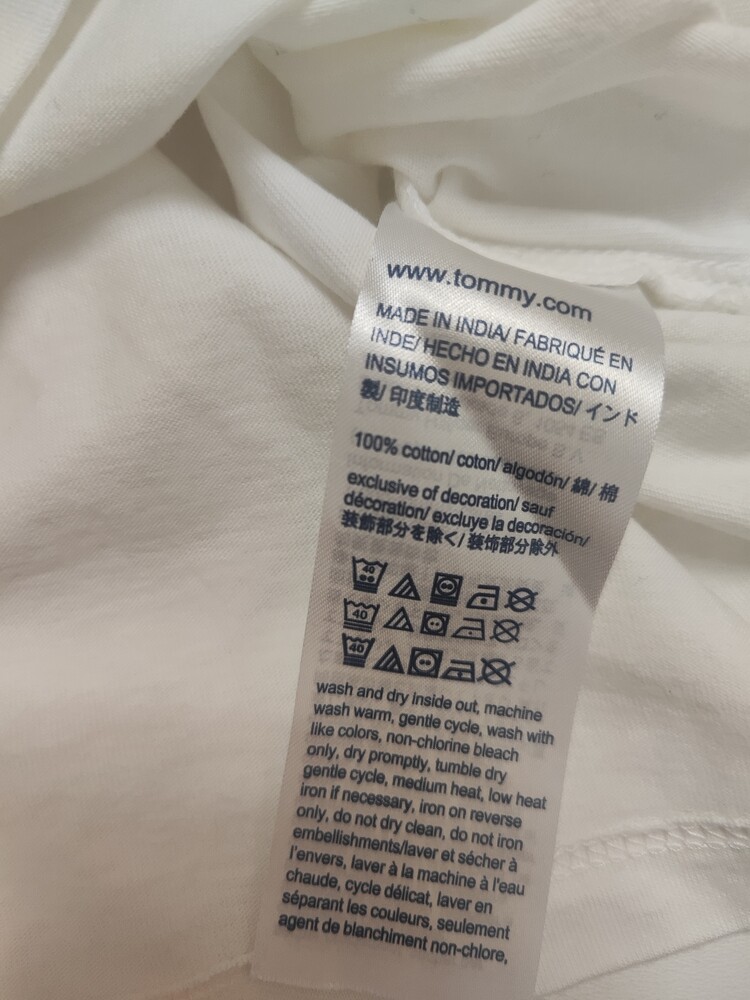 www.tommy.com
MADE IN INDIA/ FABRIQUÉ EN
INDE/ HECHO EN INDIA CON
INSUMOS IMPORTADOS/ インド
製/ 印度制造
100% cotton/ coton/ algodón/ 綿/ 棉
exclusive of decoration/ sauf
décoration/ excluye la decoración/
装飾部分を除く/ 装饰部分除外
40
40
40
wash and dry inside out, machine
wash warm, gentle cycle, wash with
like colors, non-chlorine bleach
only, dry promptly, tumble dry
gentle cycle, medium heat, low heat
iron if necessary, iron on reverse
only, do not dry clean, do not iron
embellishments/laver et sécher à
l'envers, laver à la machine à l'eau
chaude, cycle délicat, laver en
séparant les couleurs, seulement
agent de blanchiment non-chlore,